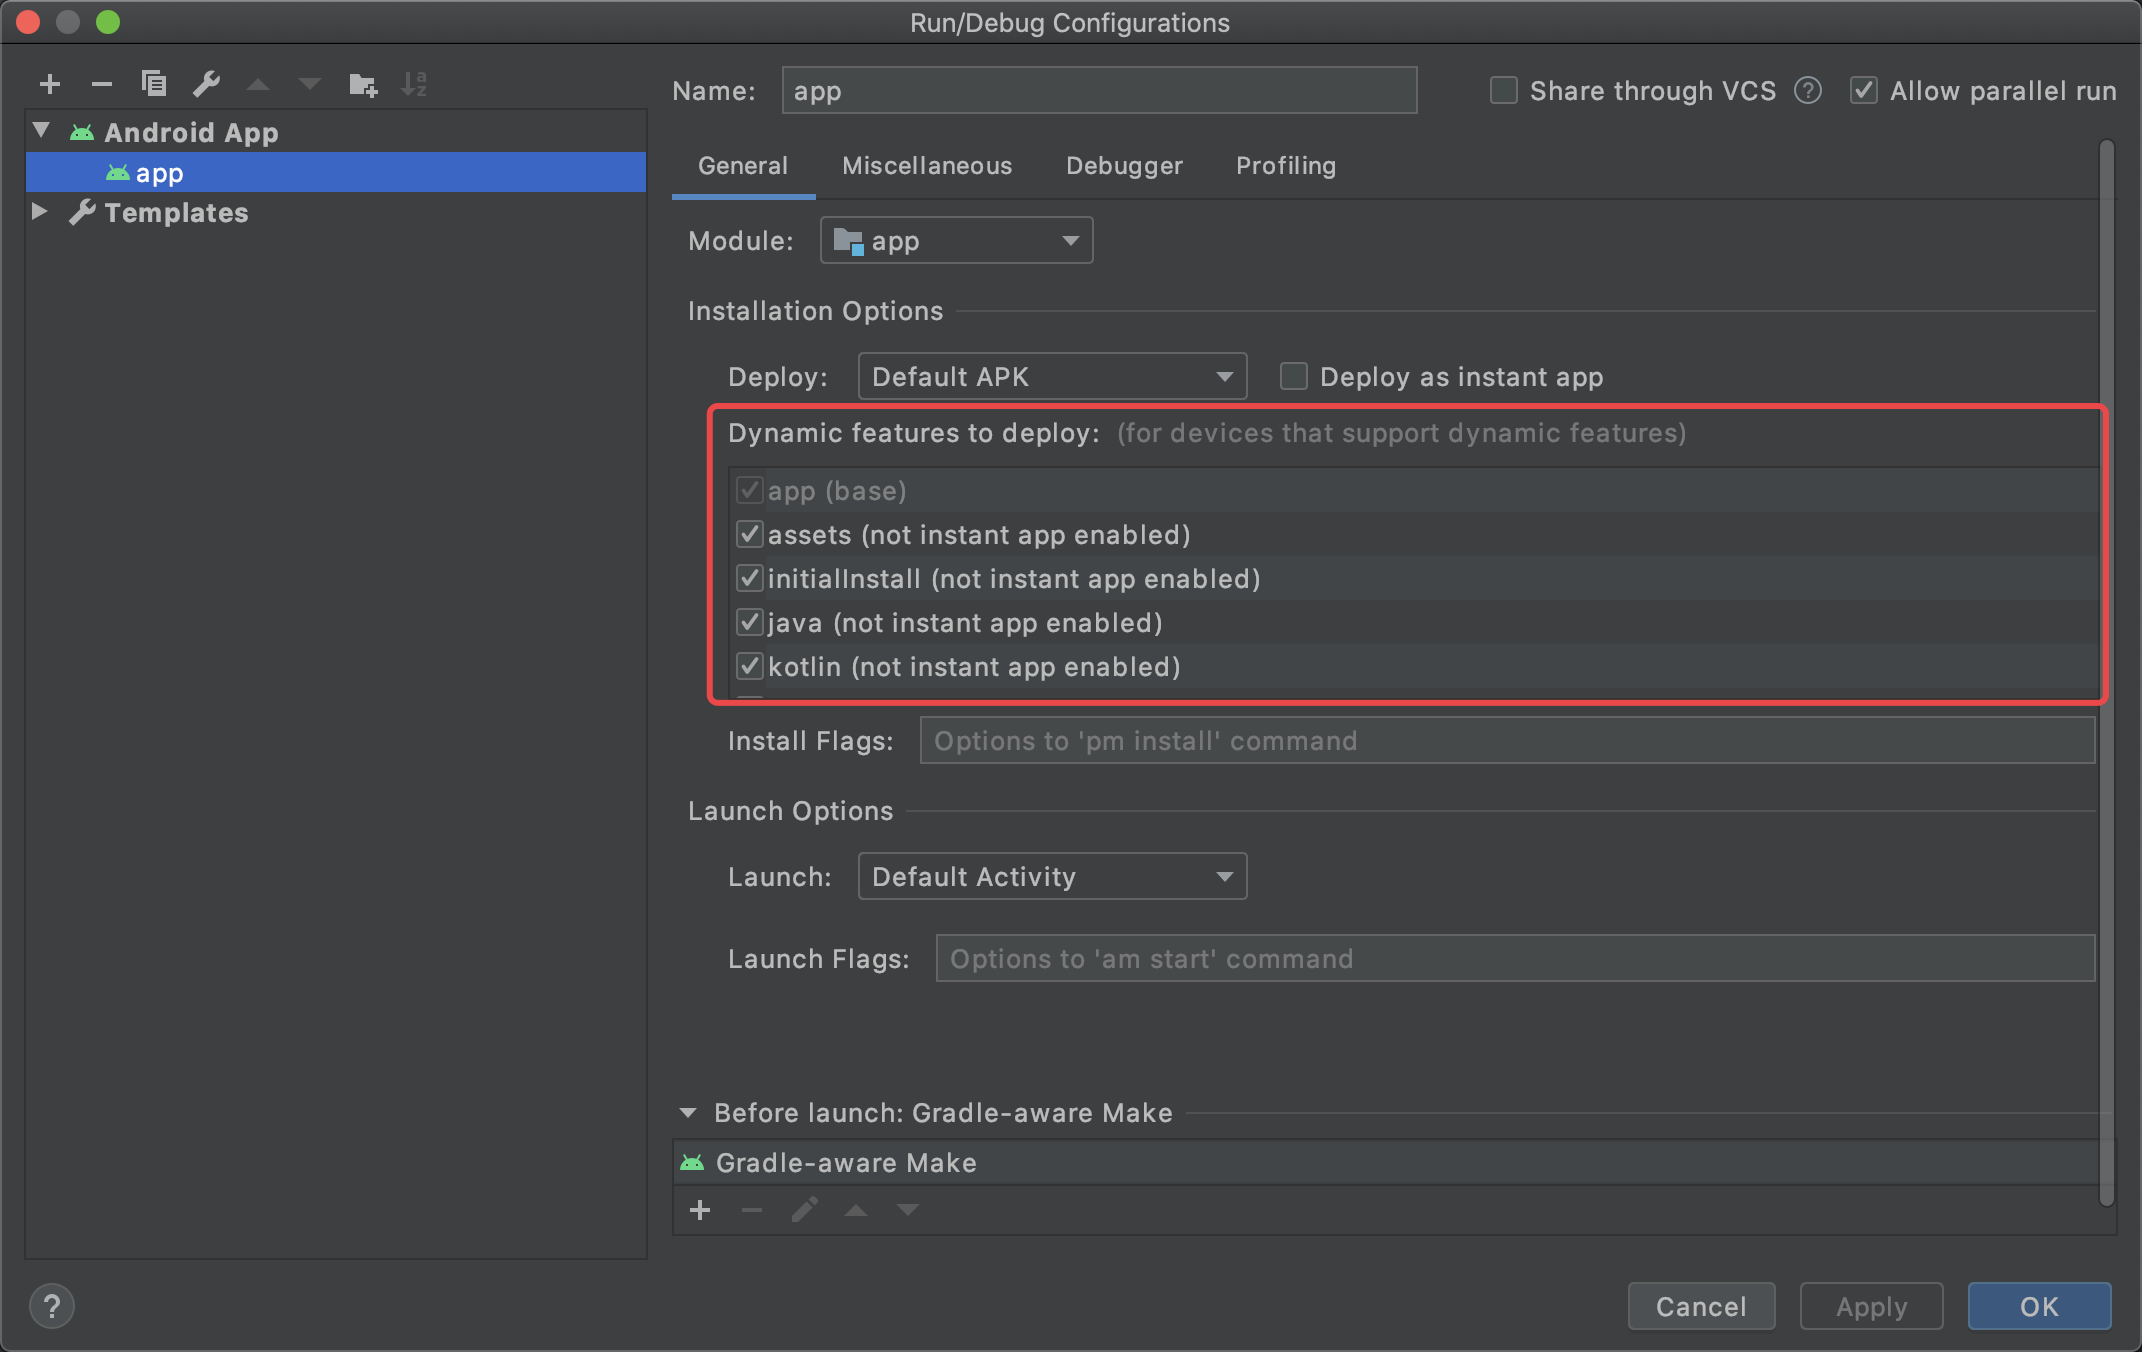 Run/Debug Configurations
Name: app
Share through VCS ?
Allow parallel run
Android App
app
Templates
General Miscellaneous Debugger Profiling
Module: app
Installation Options
Deploy: Default APK Deploy as instant app
Dynamic features to deploy: (for devices that support dynamic features)
app (base)
assets (not instant app enabled)
initialInstall (not instant app enabled)
java (not instant app enabled)
kotlin (not instant app enabled)
Install Flags: Options to 'pm install' command
Launch Options
Launch: Default Activity
Launch Flags: Options to 'am start' command
Before launch: Gradle-aware Make
Gradle-aware Make
? Cancel Apply OK